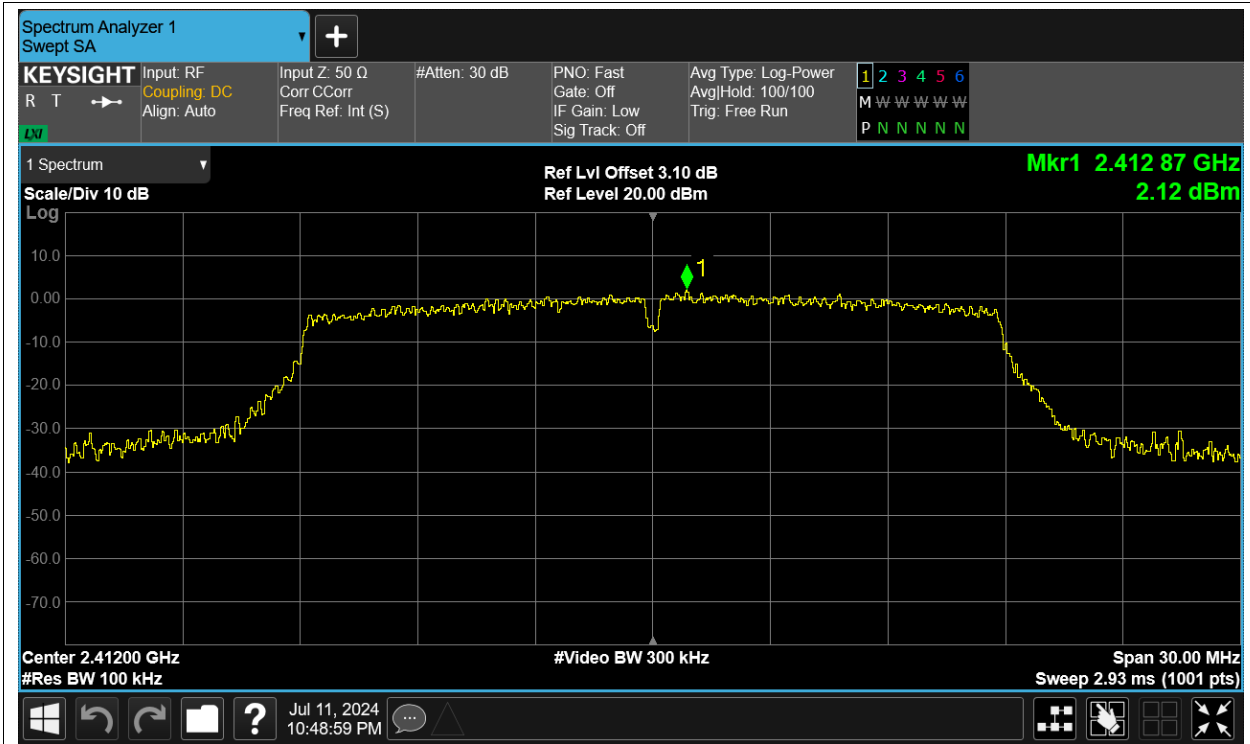 Spectrum Analyzer 1
Swept SA
+
KEYSIGHT
R T
LXI
Input: RF
Coupling: DC
Align: Auto
Input Z: 50 Ω
Corr CCorr
Freq Ref: Int (S)
#Atten: 30 dB
PNO: Fast
Gate: Off
IF Gain: Low
Sig Track: Off
Avg Type: Log-Power
Avg|Hold: 100/100
Trig: Free Run
1 2 3 4 5 6
M W W W W W
P N N N N N
1 Spectrum
Scale/Div 10 dB
Log
Ref Lvl Offset 3.10 dB
Ref Level 20.00 dBm
Mkr1 2.412 87 GHz
2.12 dBm
1
10.0
0.00
-10.0
-20.0
-30.0
-40.0
-50.0
-60.0
-70.0
Center 2.41200 GHz
#Res BW 100 kHz
#Video BW 300 kHz
Span 30.00 MHz
Sweep 2.93 ms (1001 pts)
?
Jul 11, 2024
10:48:59 PM